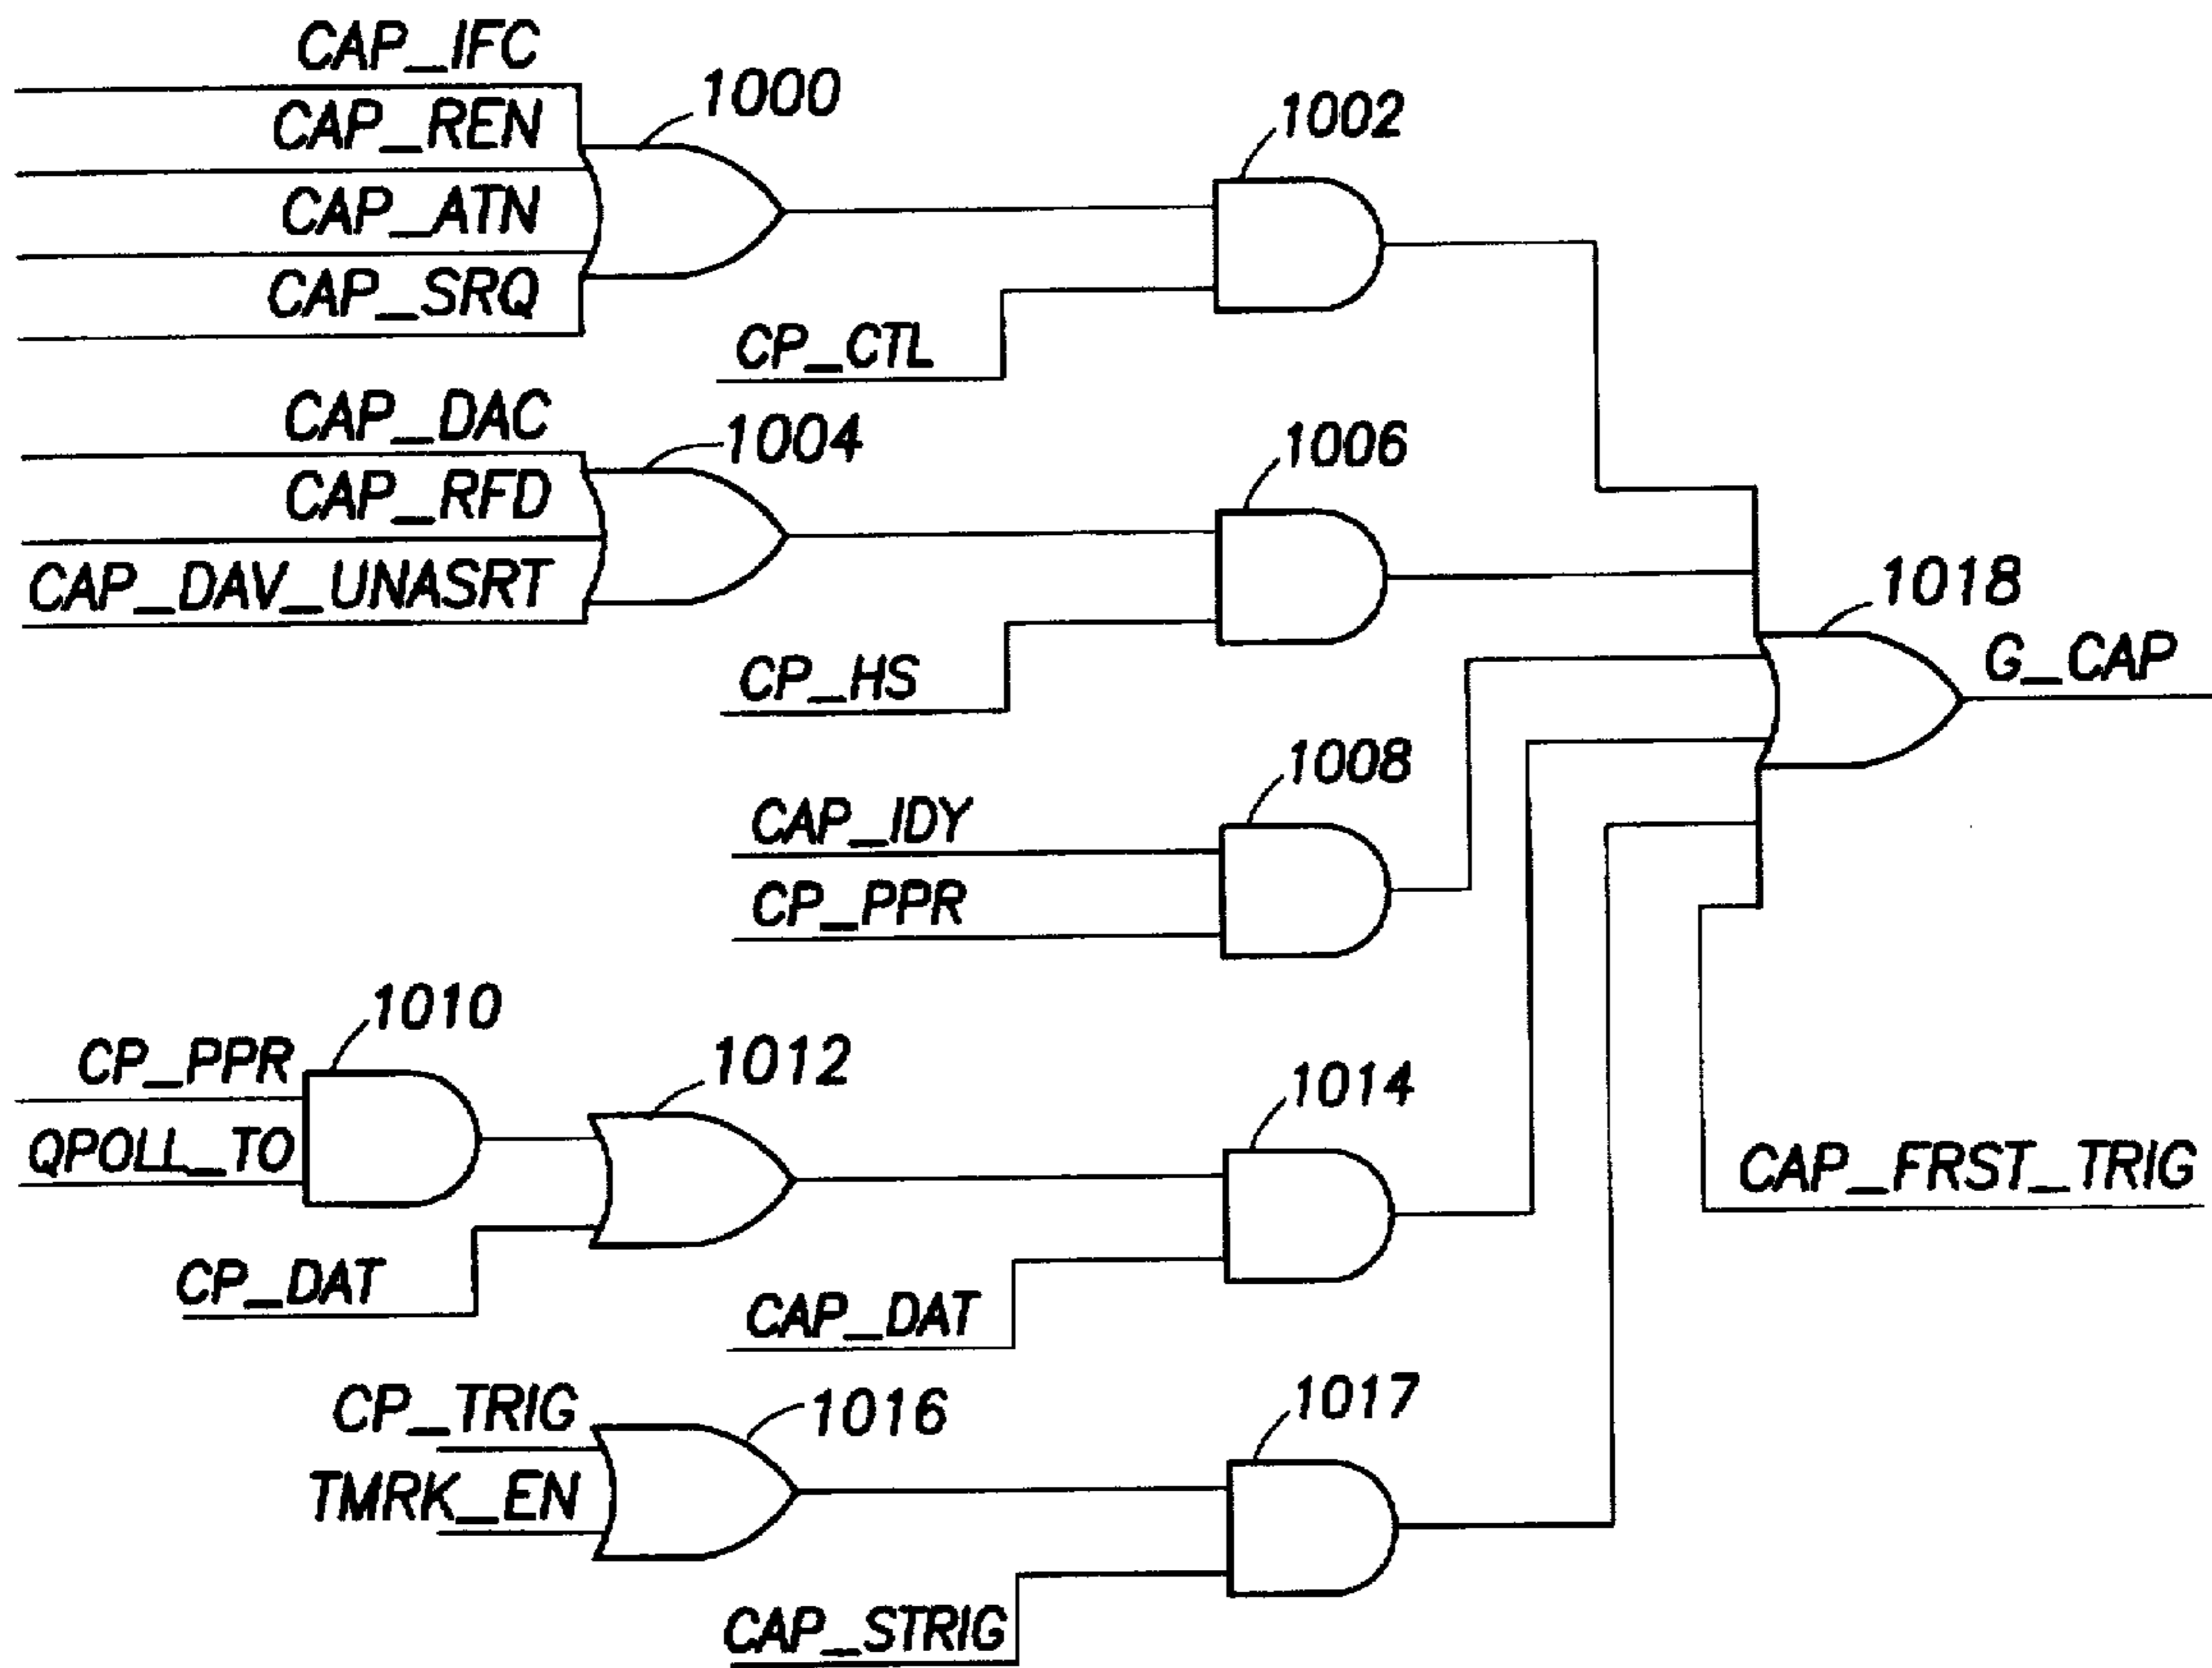 CAP_IFC
CAP_REN
1000
CAP_ATN
CAP_SRQ
1002
CP_CTL
CAP_DAC
1004
CAP_RFD
CAP_DAV_UNASRT
1006
CP_HS
1018
G_CAP
1008
CAP_IDY
CP_PPR
1010
CP_PPR
QPOLL_TO
1012
CP_DAT
1014
CAP_DAT
CAP_FRST_TRIG
CP_TRIG
1016
TMRK_EN
1017
CAP_STRIG